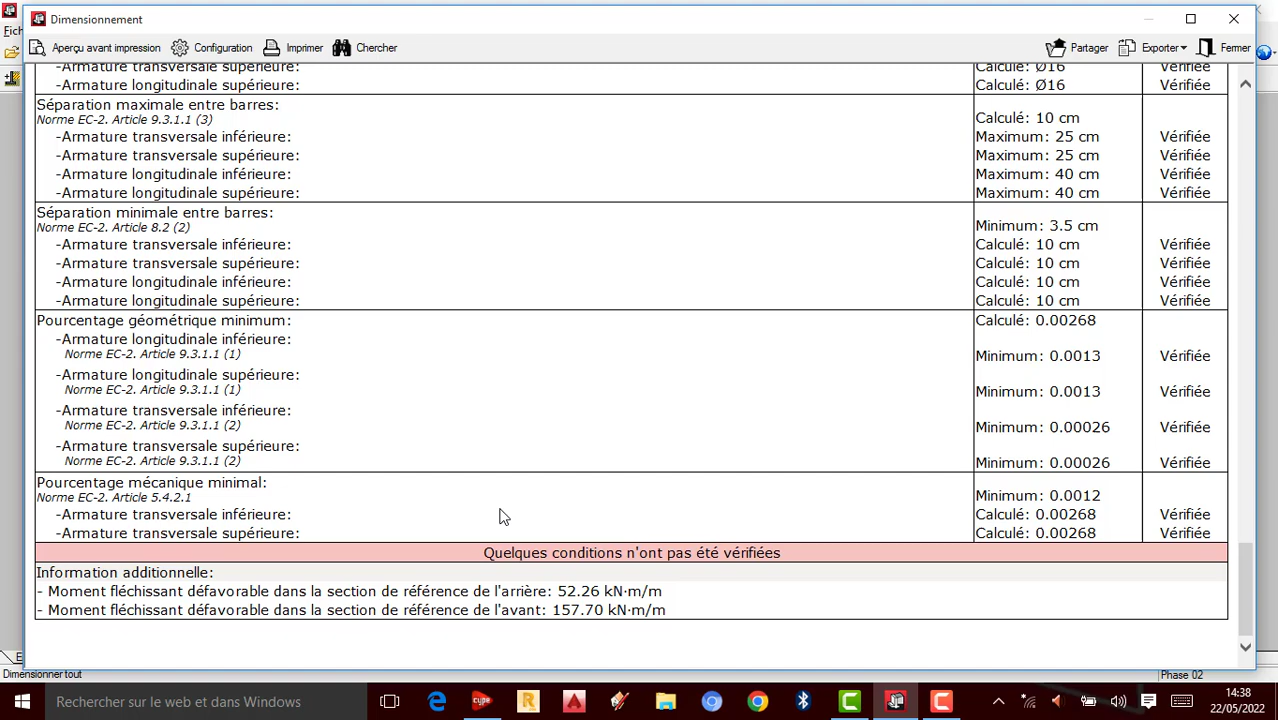 Dimensionnement
Fich
Aperçu avant impression Configuration Imprimer Chercher Partager Exporter Fermer
-Armature transversale supérieure: Calculé: Ø16 Vérifiée
-Armature longitudinale supérieure: Calculé: Ø16 Vérifiée
Séparation maximale entre barres:
Norme EC-2. Article 9.3.1.1 (3) Calculé: 10 cm
-Armature transversale inférieure: Maximum: 25 cm Vérifiée
-Armature transversale supérieure: Maximum: 25 cm Vérifiée
-Armature longitudinale inférieure: Maximum: 40 cm Vérifiée
-Armature longitudinale supérieure: Maximum: 40 cm Vérifiée
Séparation minimale entre barres:
Norme EC-2. Article 8.2 (2) Minimum: 3.5 cm
-Armature transversale inférieure: Calculé: 10 cm Vérifiée
-Armature transversale supérieure: Calculé: 10 cm Vérifiée
-Armature longitudinale inférieure: Calculé: 10 cm Vérifiée
-Armature longitudinale supérieure: Calculé: 10 cm Vérifiée
Pourcentage géométrique minimum: Calculé: 0.00268
-Armature longitudinale inférieure:
Norme EC-2. Article 9.3.1.1 (1) Minimum: 0.0013 Vérifiée
-Armature longitudinale supérieure:
Norme EC-2. Article 9.3.1.1 (1) Minimum: 0.0013 Vérifiée
-Armature transversale inférieure:
Norme EC-2. Article 9.3.1.1 (2) Minimum: 0.00026 Vérifiée
-Armature transversale supérieure:
Norme EC-2. Article 9.3.1.1 (2) Minimum: 0.00026 Vérifiée
Pourcentage mécanique minimal:
Norme EC-2. Article 5.4.2.1 Minimum: 0.0012
-Armature transversale inférieure: Calculé: 0.00268 Vérifiée
-Armature transversale supérieure: Calculé: 0.00268 Vérifiée
Quelques conditions n'ont pas été vérifiées
Information additionnelle:
- Moment fléchissant défavorable dans la section de référence de l'arrière: 52.26 kN·m/m
- Moment fléchissant défavorable dans la section de référence de l'avant: 157.70 kN·m/m
E
Dimensionner tout Phase 02
Rechercher sur le web et dans Windows
cype
14:38
22/05/2022